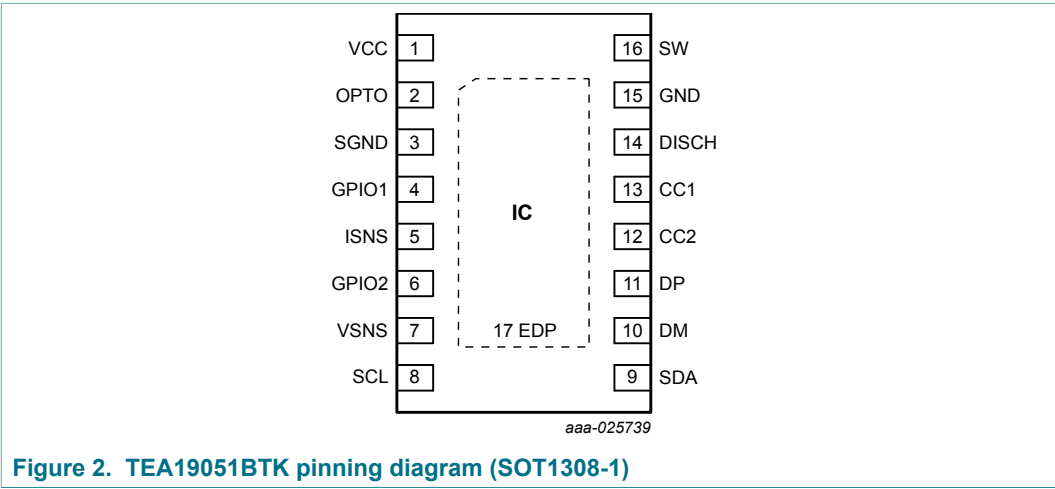 VCC 1 16 SW
OPTO 2 15 GND
SGND 3 14 DISCH
GPIO1 4 13 CC1
IC
ISNS 5 12 CC2
GPIO2 6 11 DP
VSNS 7 17 EDP 10 DM
SCL 8 9 SDA
aaa-025739
Figure 2. TEA19051BTK pinning diagram (SOT1308-1)